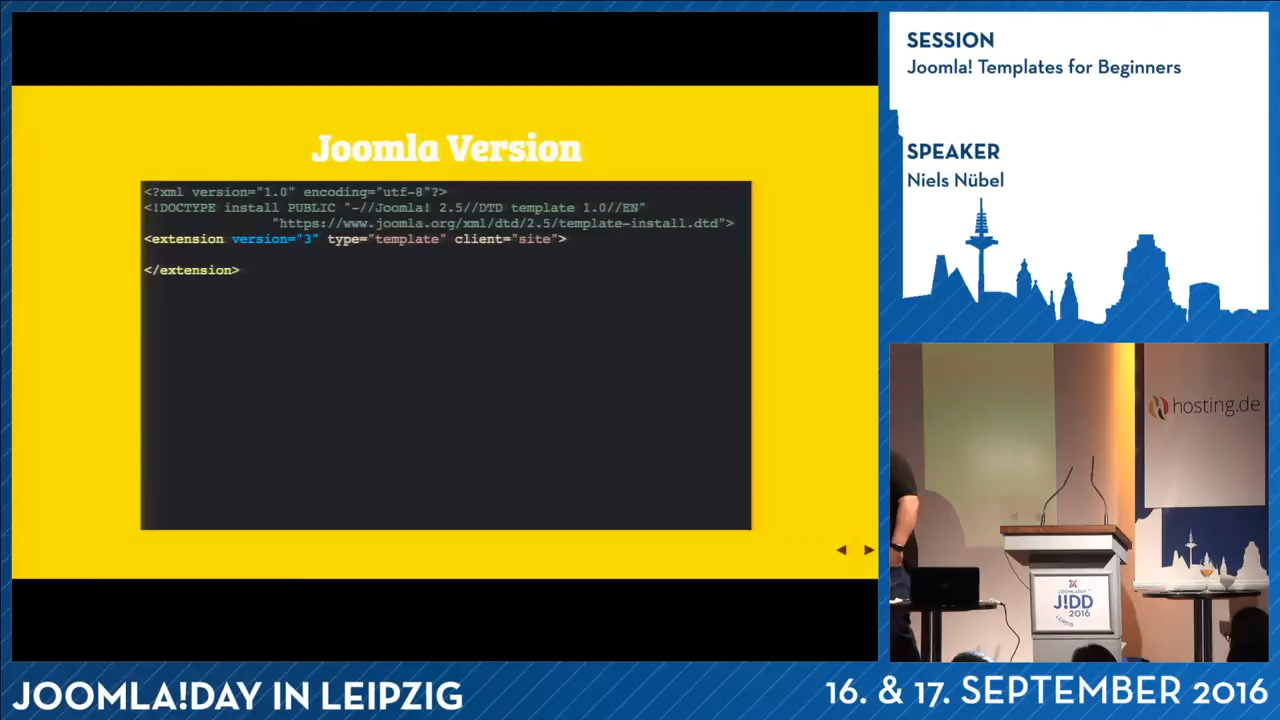 Joomla Version
<?xml version="1.0" encoding="utf-8"?>
<!DOCTYPE install PUBLIC "-//Joomla! 2.5//DTD template 1.0//EN"
"https://www.joomla.org/xml/dtd/2.5/template-install.dtd">
<extension version="3" type="template" client="site">
</extension>
SESSION
Joomla! Templates for Beginners
SPEAKER
Niels Nübel
hosting.de
JOOMLA!DAY
J!DD
2016
LEIPZIG
JOOMLA!DAY IN LEIPZIG
16. & 17. SEPTEMBER 2016